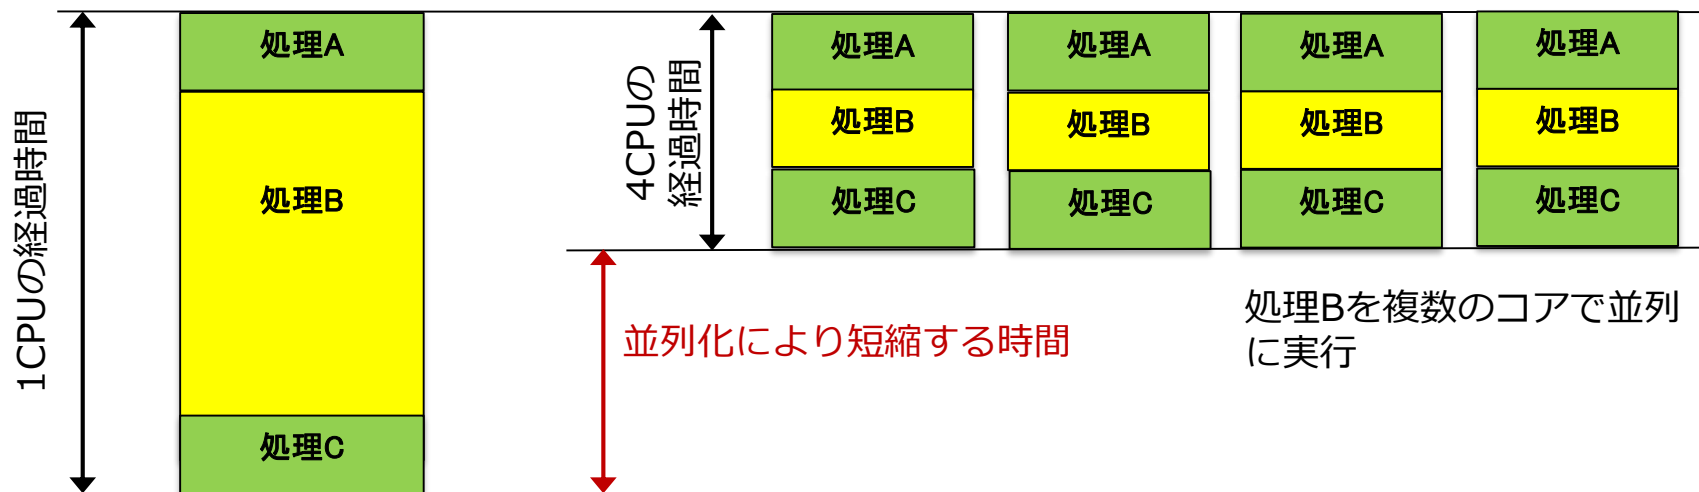 1CPUの経過時間
処理A
処理B
処理C
4CPUの
経過時間
処理A
処理B
処理C
処理A
処理B
処理C
処理A
処理B
処理C
処理A
処理B
処理C
並列化により短縮する時間
処理Bを複数のコアで並列
に実行